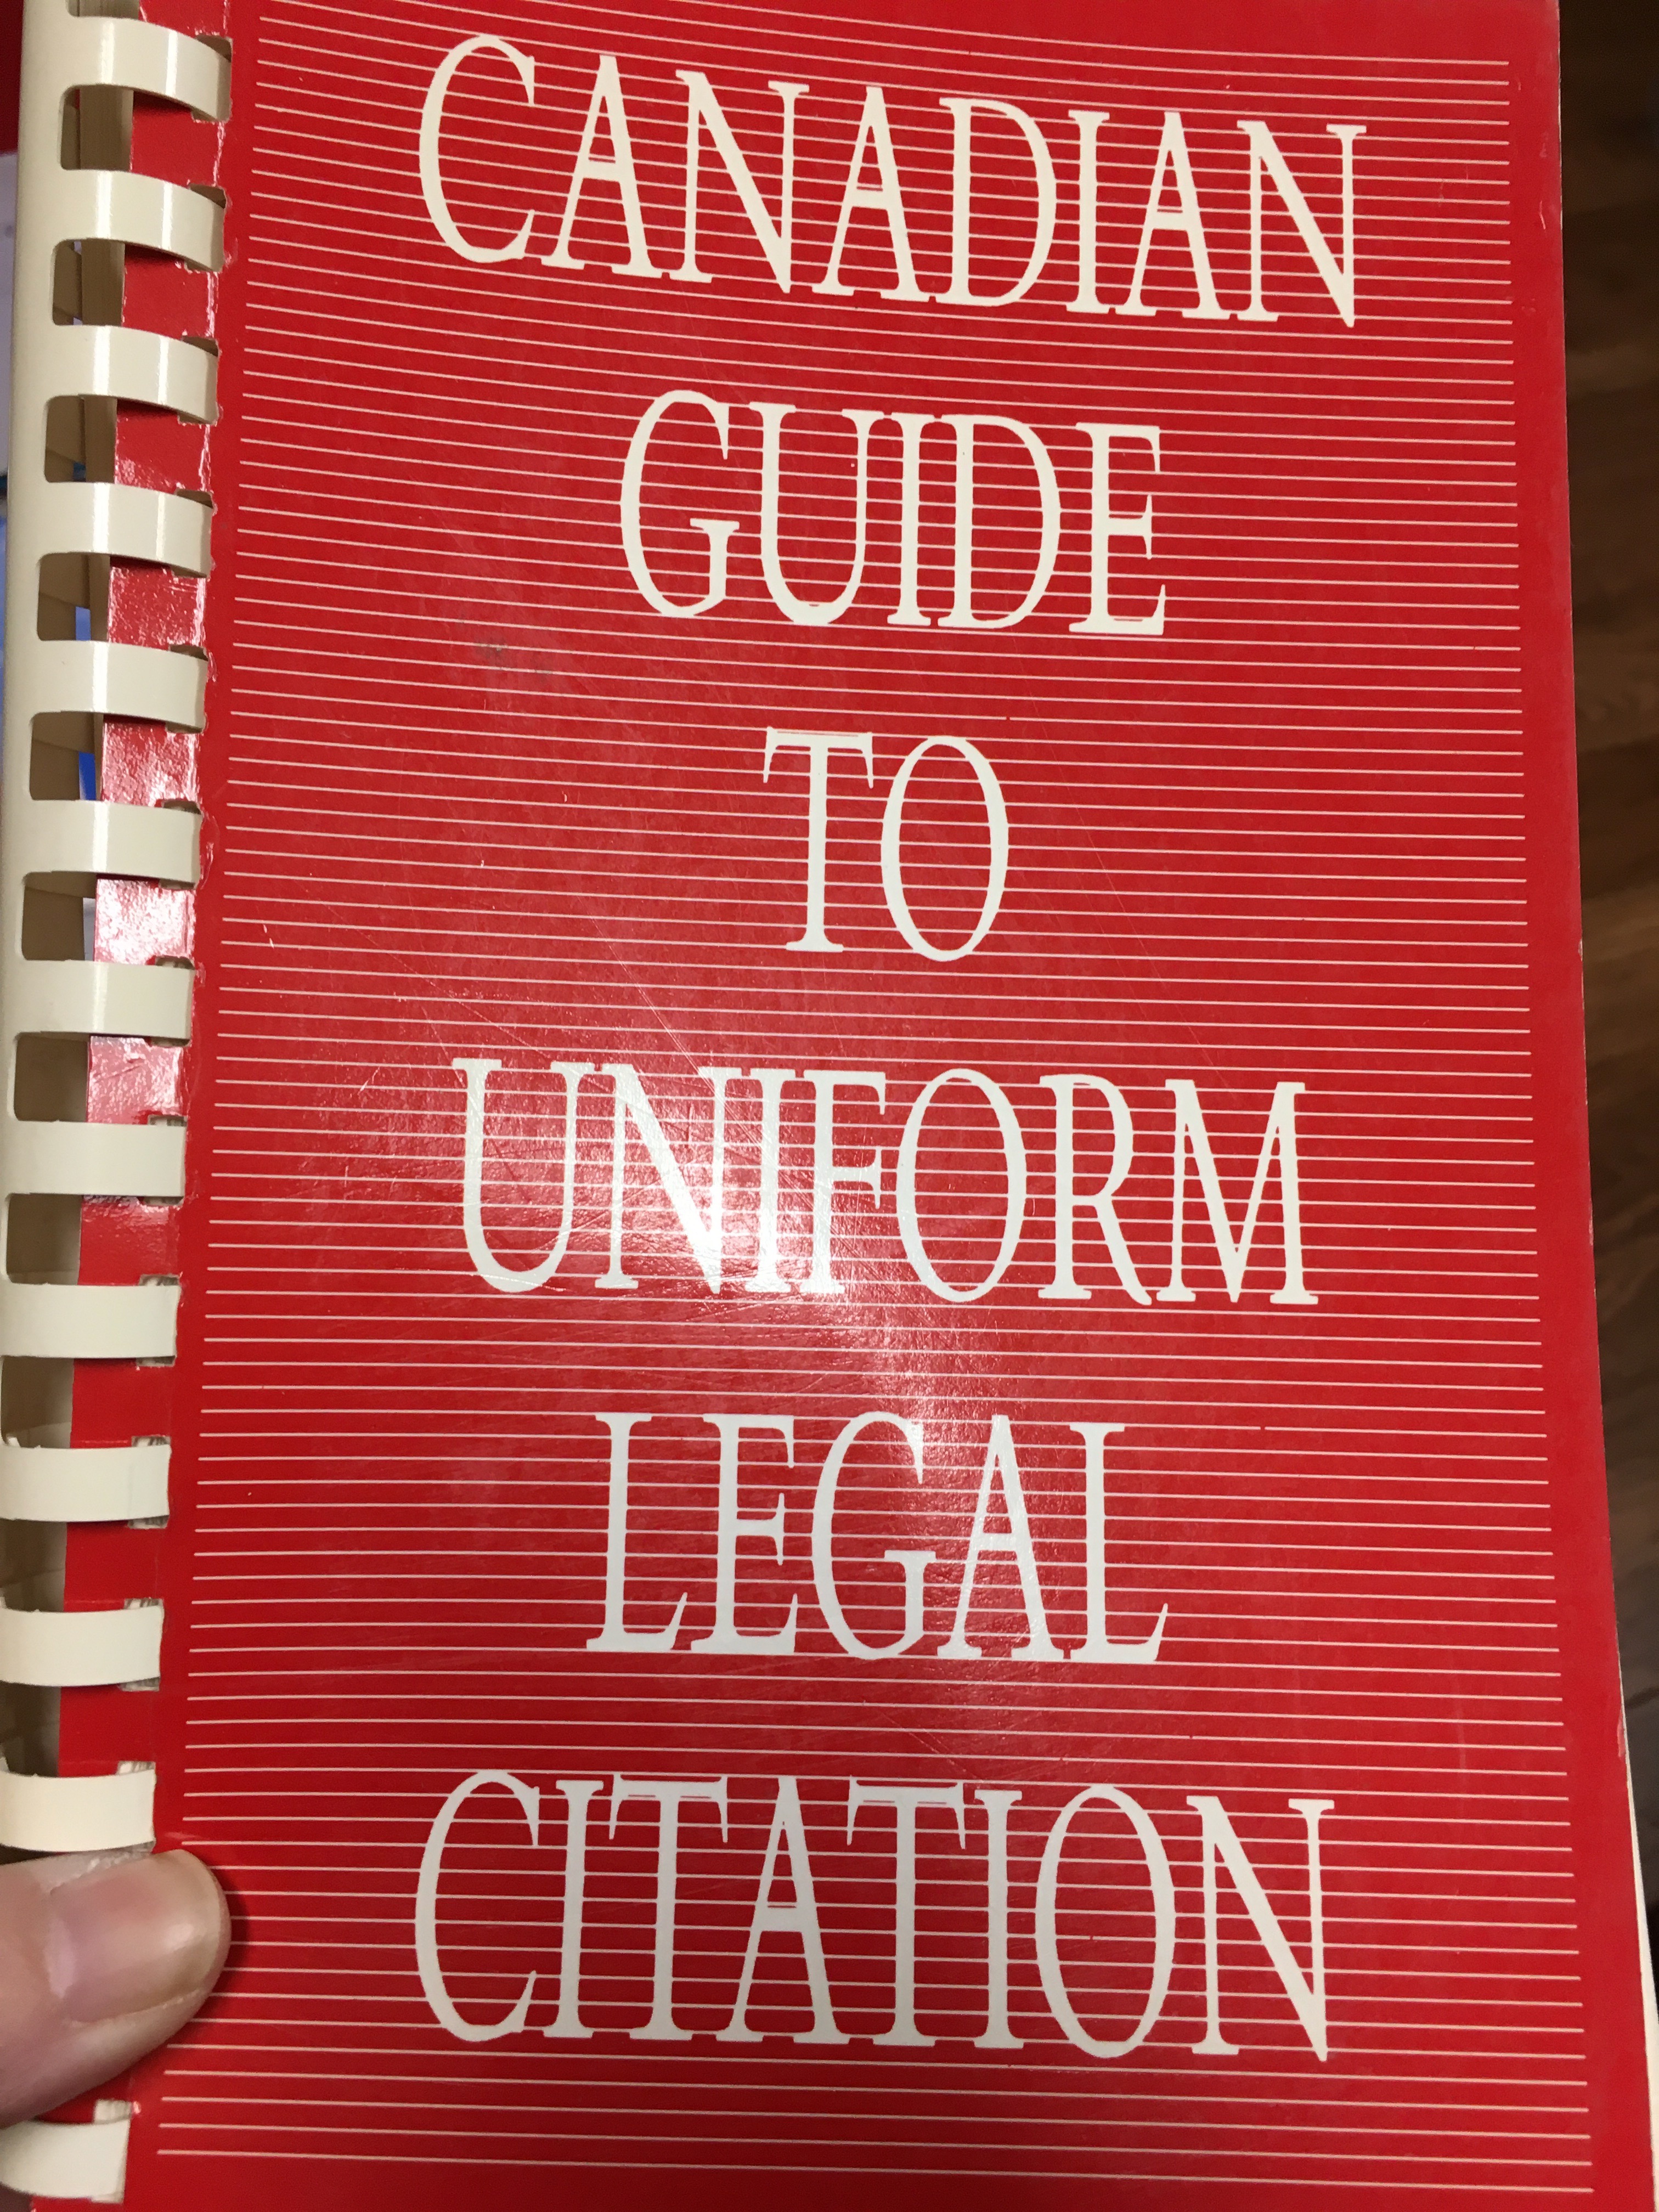 CANADIAN
GUIDE
TO
UNIFORM
LEGAL
CITATION